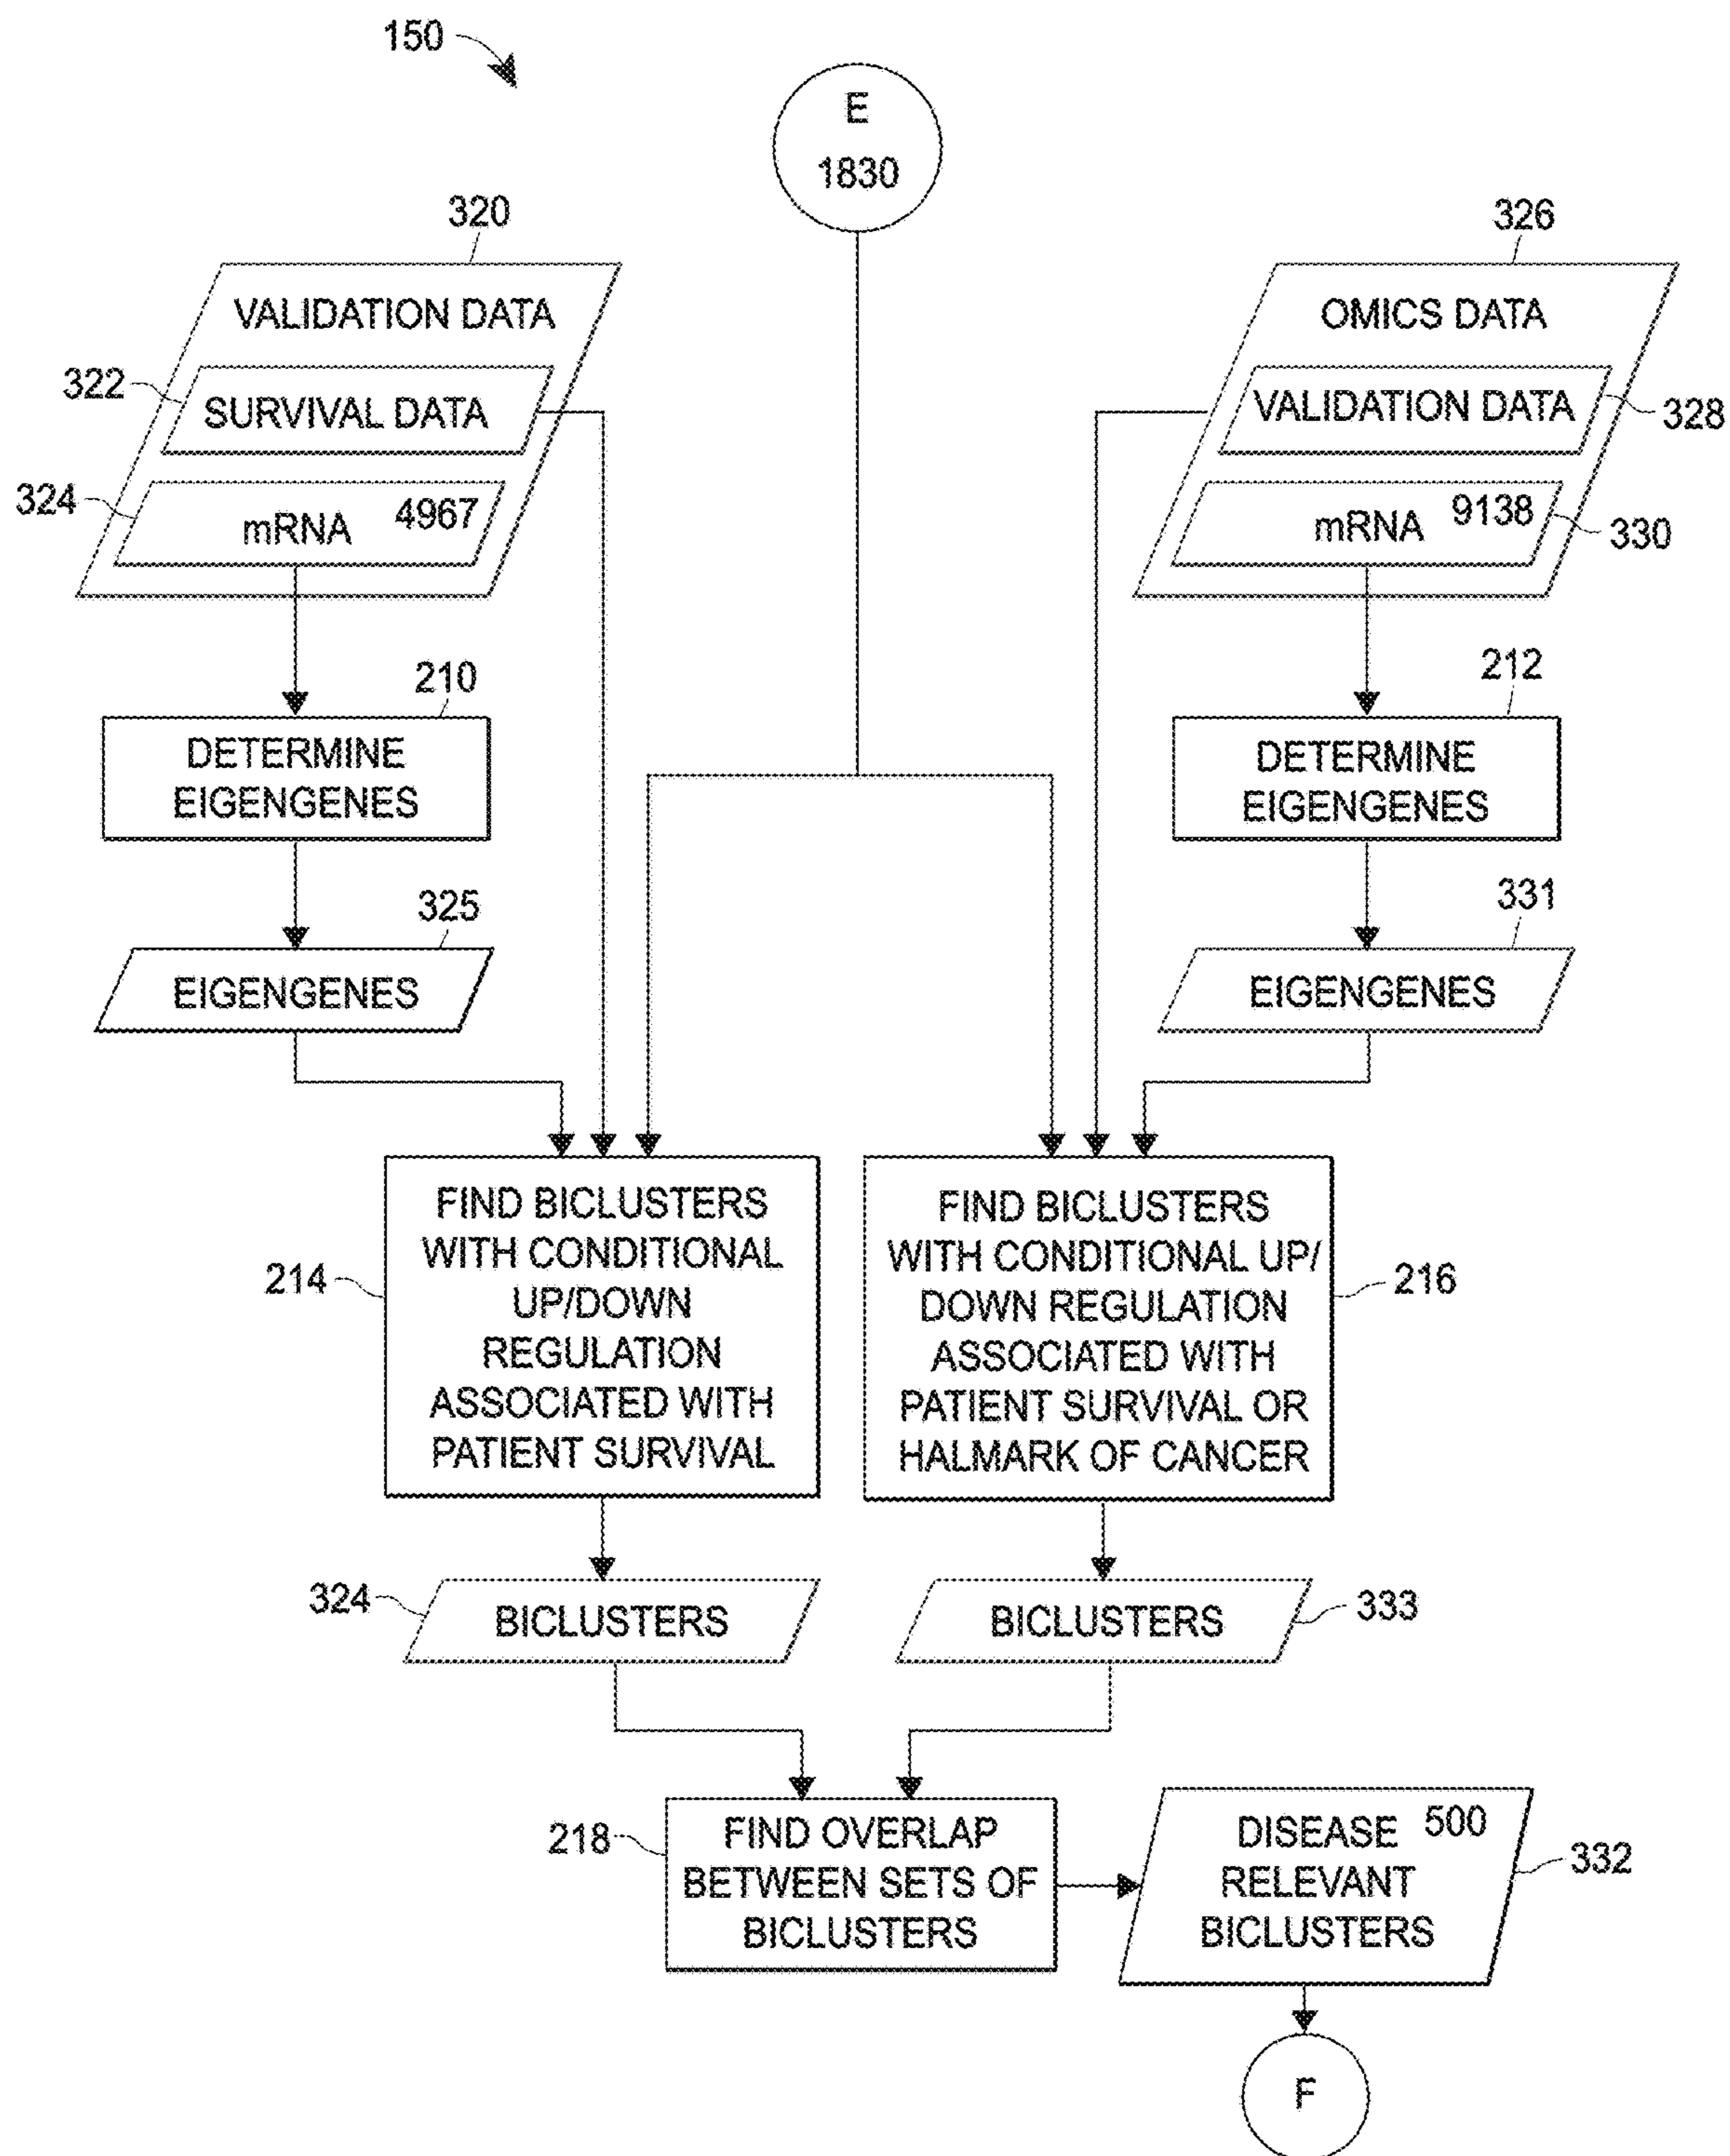 150
E
1830
320
326
VALIDATION DATA
OMICS DATA
322
SURVIVAL DATA
VALIDATION DATA
328
324
mRNA
4967
mRNA
9138
330
210
212
DETERMINE
EIGENGENES
DETERMINE
EIGENGENES
325
331
EIGENGENES
EIGENGENES
214
FIND BICLUSTERS
WITH CONDITIONAL
UP/DOWN
REGULATION
ASSOCIATED WITH
PATIENT SURVIVAL
FIND BICLUSTERS
WITH CONDITIONAL UP/
DOWN REGULATION
ASSOCIATED WITH
PATIENT SURVIVAL OR
HALMARK OF CANCER
216
324
BICLUSTERS
BICLUSTERS
333
218
FIND OVERLAP
BETWEEN SETS OF
BICLUSTERS
DISEASE 500
RELEVANT
BICLUSTERS
332
F